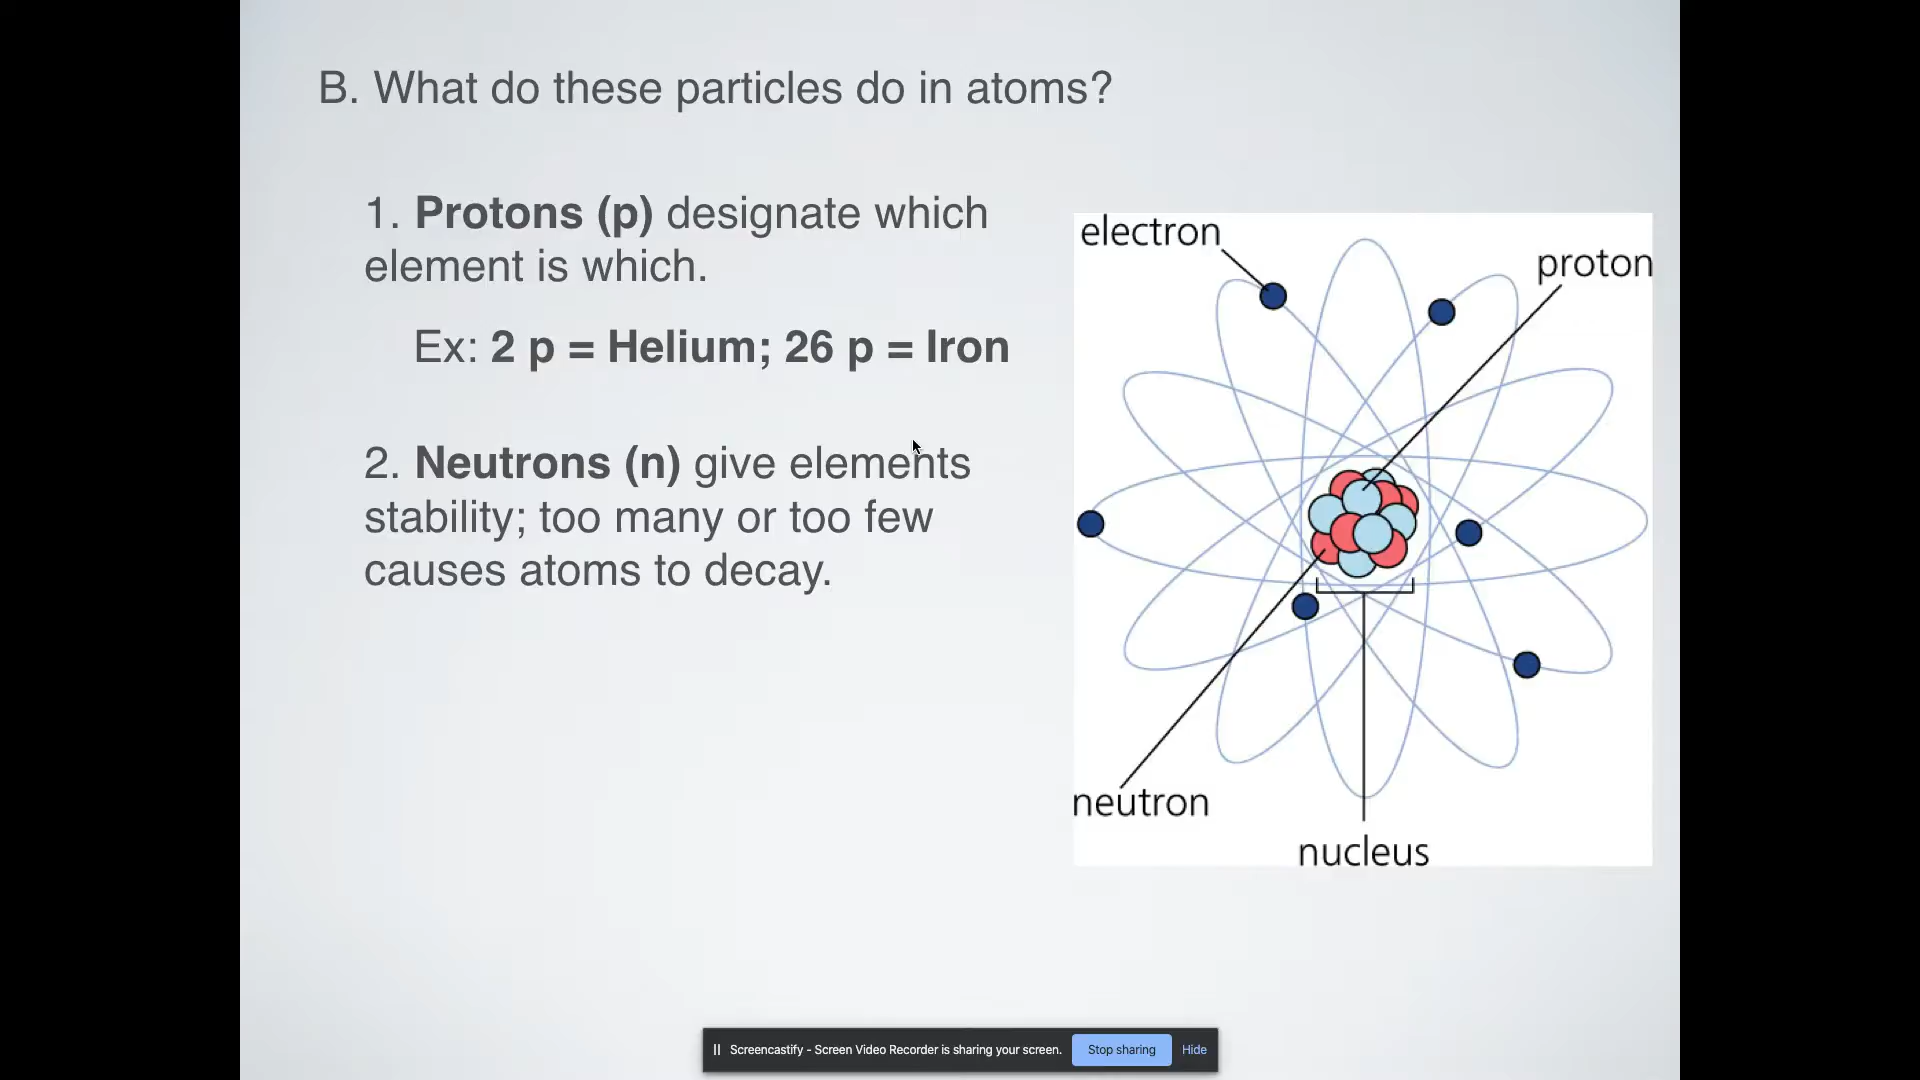 B. What do these particles do in atoms?
1. Protons (p) designate which
element is which.
Ex: 2 p = Helium; 26 p = Iron
2. Neutrons (n) give elements
stability; too many or too few
causes atoms to decay.
electron
proton
neutron
nucleus
Screencastify - Screen Video Recorder is sharing your screen. Stop sharing Hide